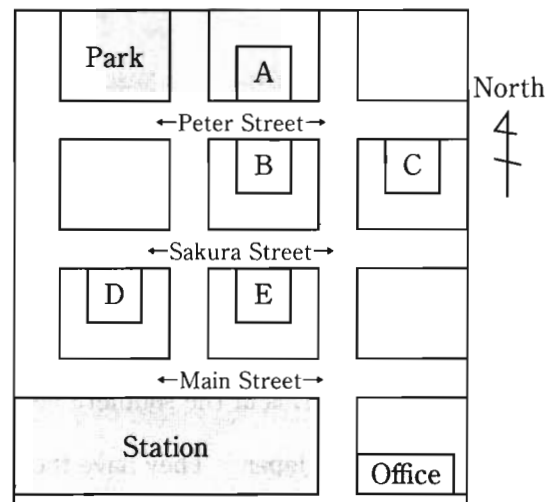 Park
A
North
←Peter Street→
B
C
←Sakura Street→
D
E
←Main Street→
Station
Office